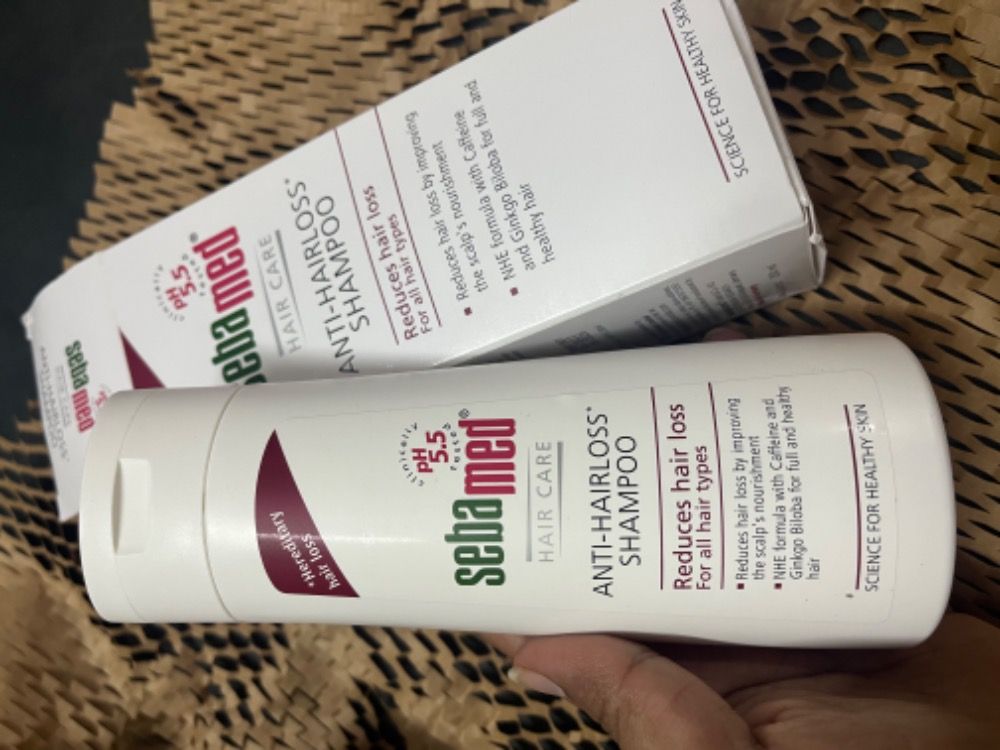 *Hereditary
hair loss
clinically
pH
5.5
tested
sebamed®
HAIR CARE
ANTI-HAIRLOSS*
SHAMPOO
Reduces hair loss
For all hair types
▪ Reduces hair loss by improving
the scalp's nourishment
▪ NHE formula with Caffeine and
Ginkgo Biloba for full and healthy
hair
SCIENCE FOR HEALTHY SKIN
sebamed
clinically
pH
5.5
tested
sebamed®
HAIR CARE
ANTI-HAIRLOSS*
SHAMPOO
Reduces hair loss
For all hair types
▪ Reduces hair loss by improving
the scalp's nourishment
▪ NHE formula with Caffeine
and Ginkgo Biloba for full and
healthy hair
SCIENCE FOR HEALTHY SKIN